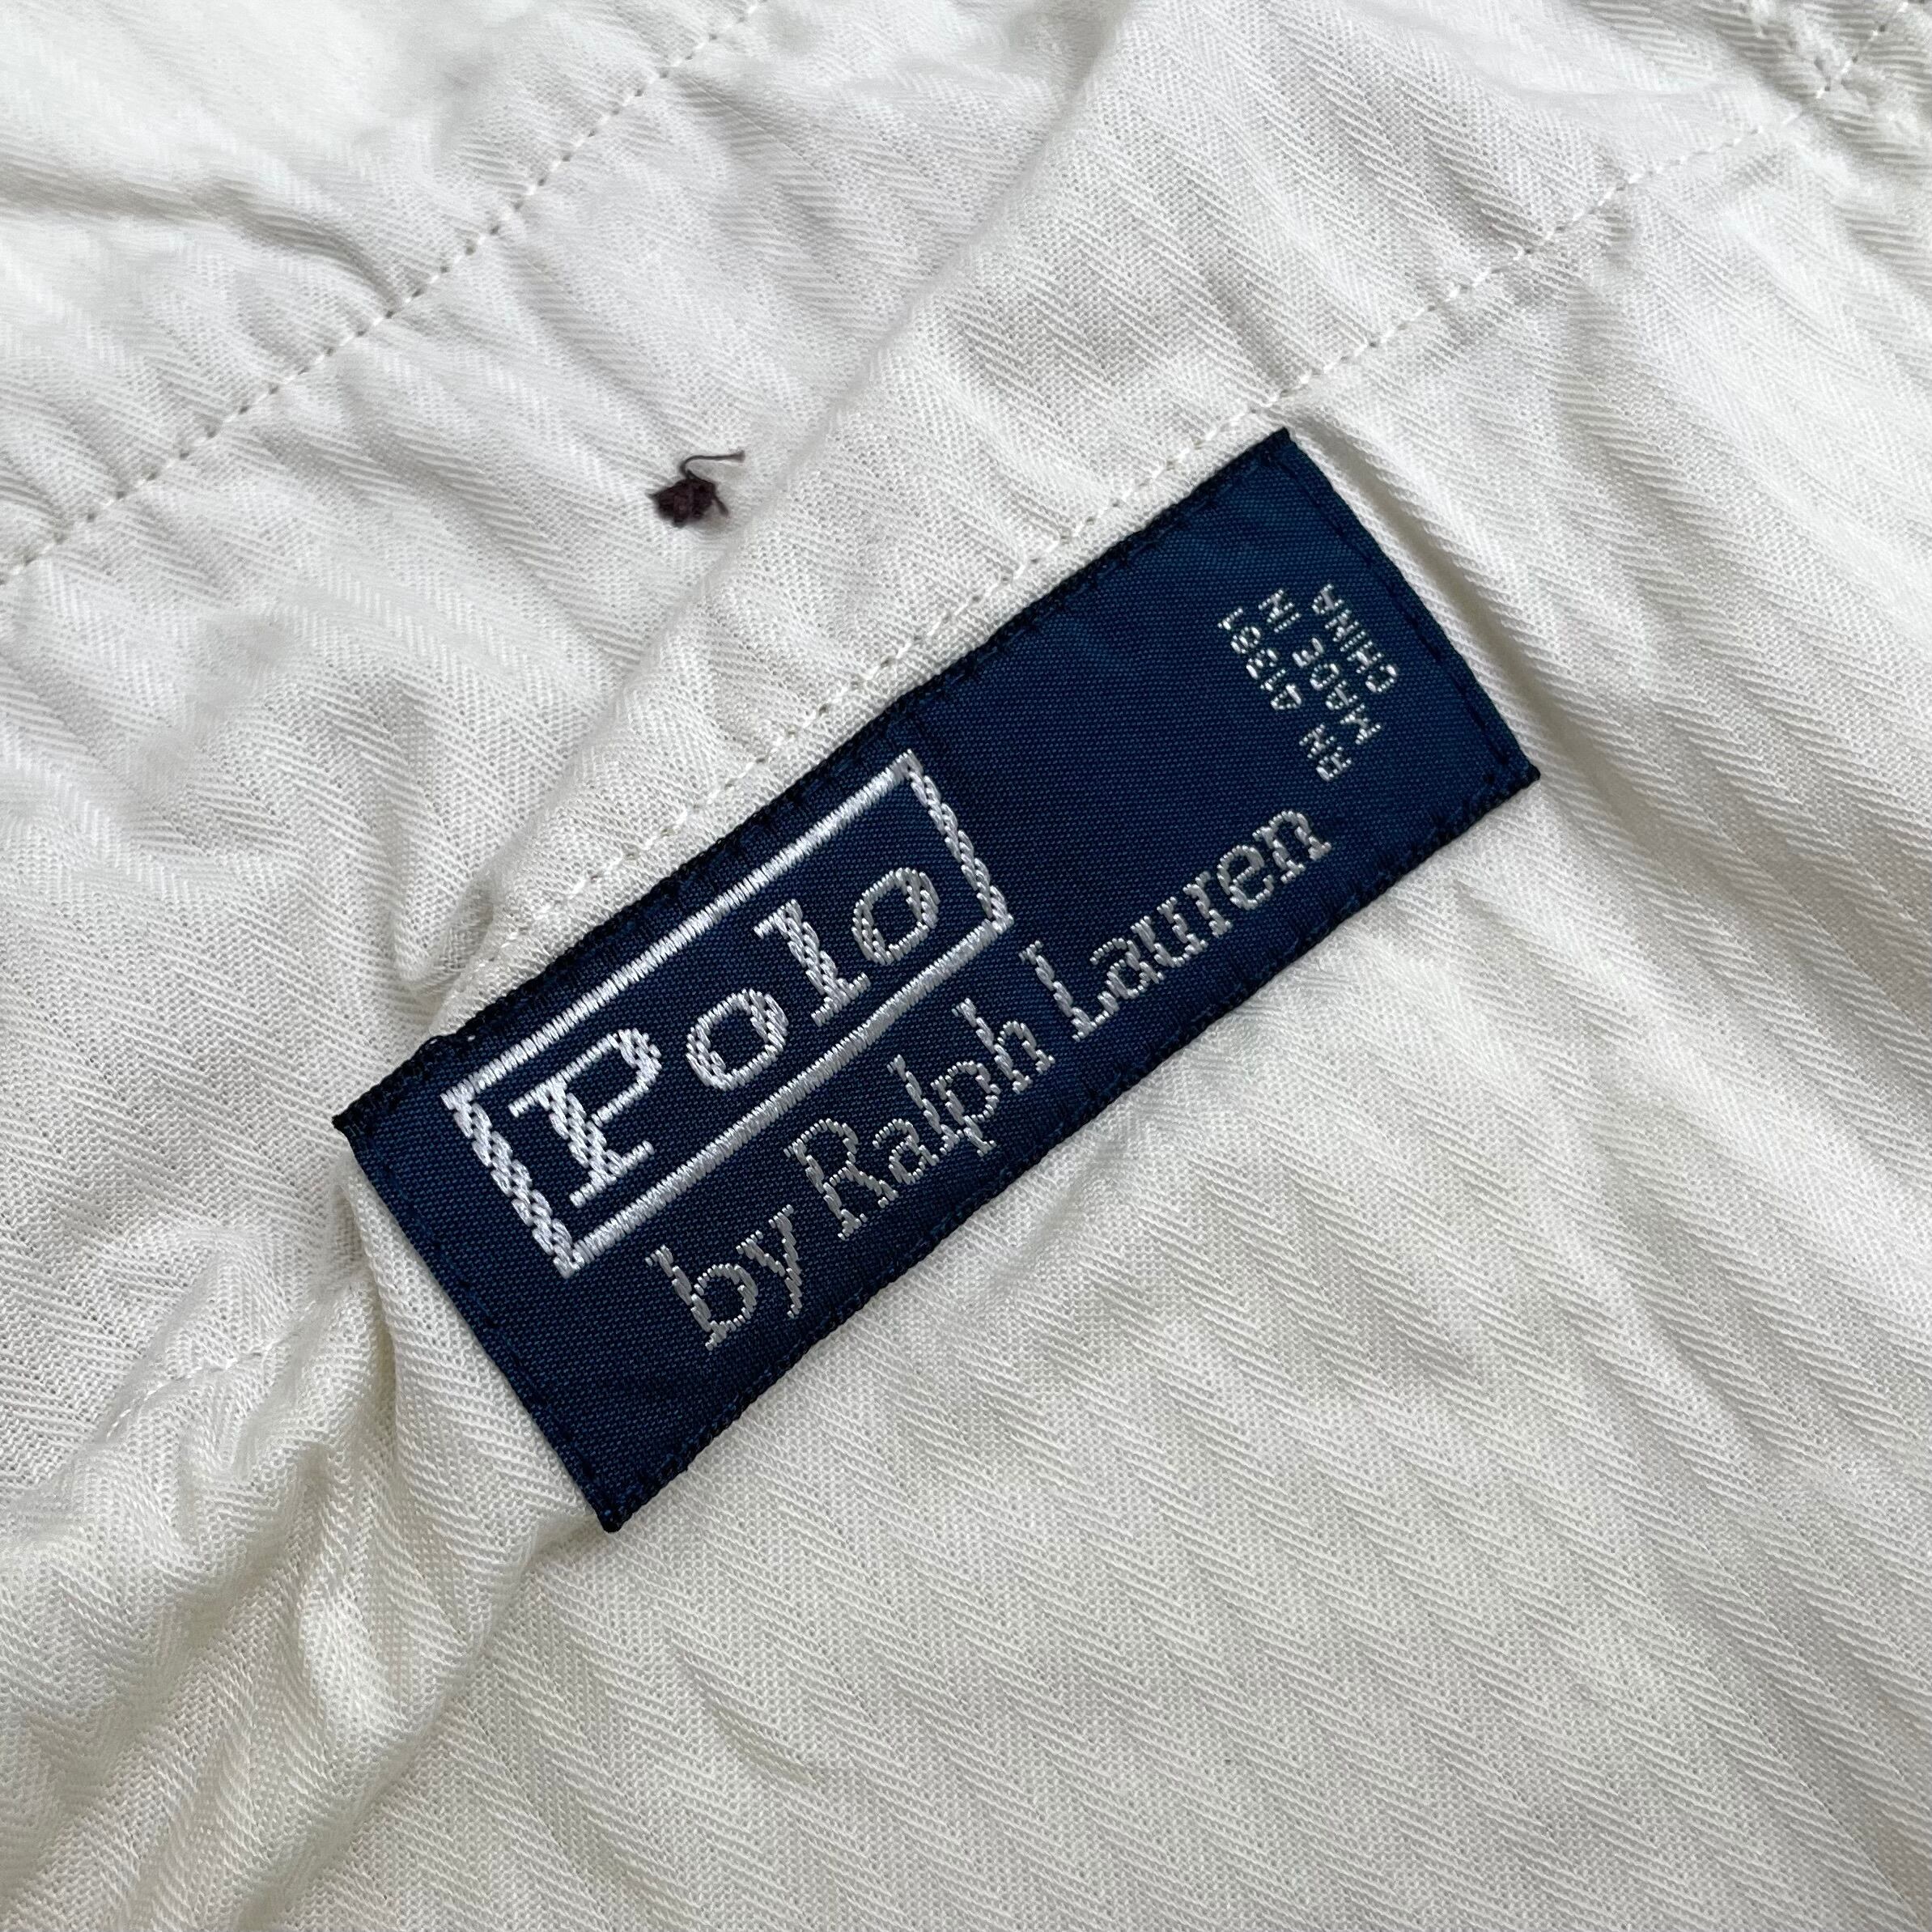 Polo
by Ralph Lauren
RN 41381
MADE IN
CHINA